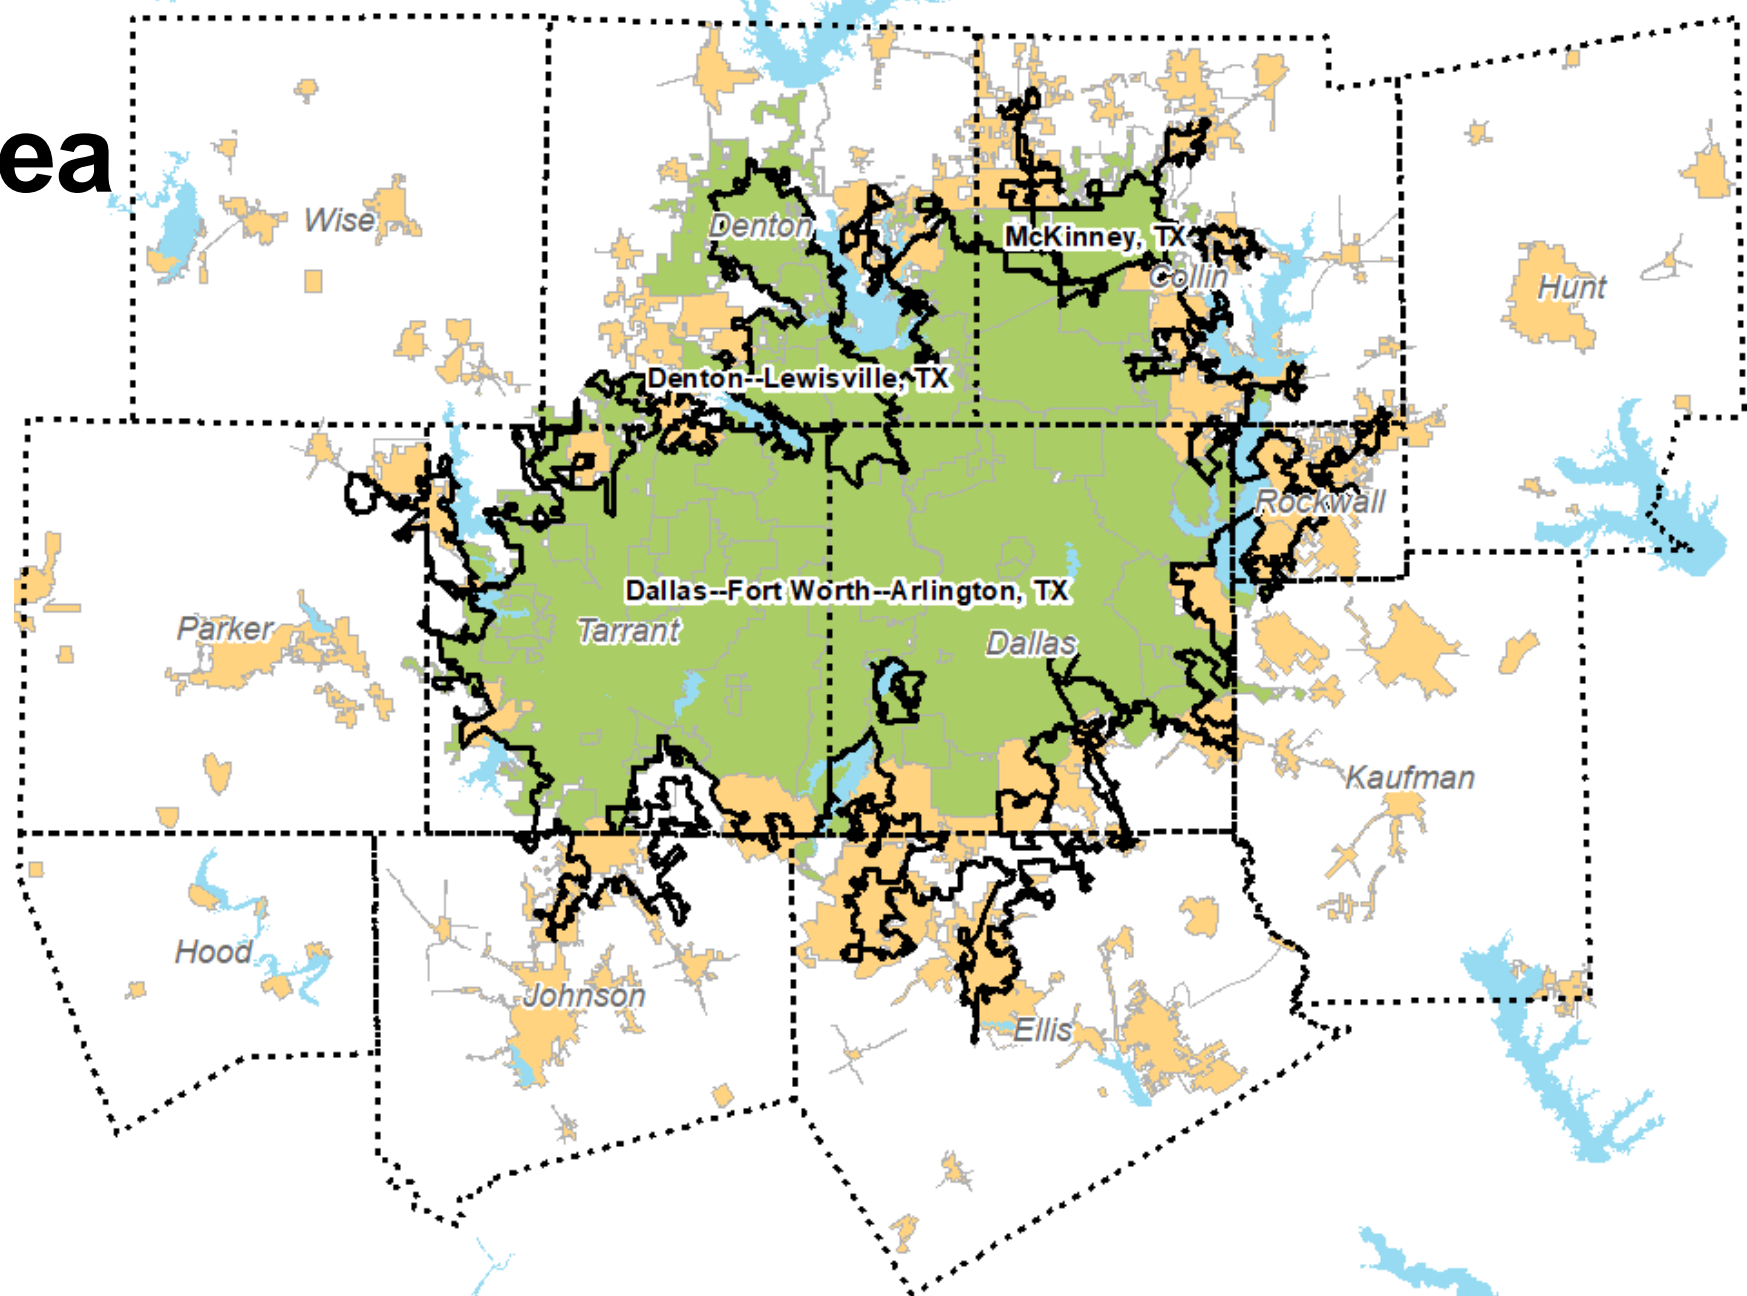 ea
Wise
Denton
McKinney, TX
Collin
Hunt
Denton--Lewisville, TX
Rockwall
Dallas--Fort Worth--Arlington, TX
Parker
Tarrant
Dallas
Kaufman
Hood
Johnson
Ellis